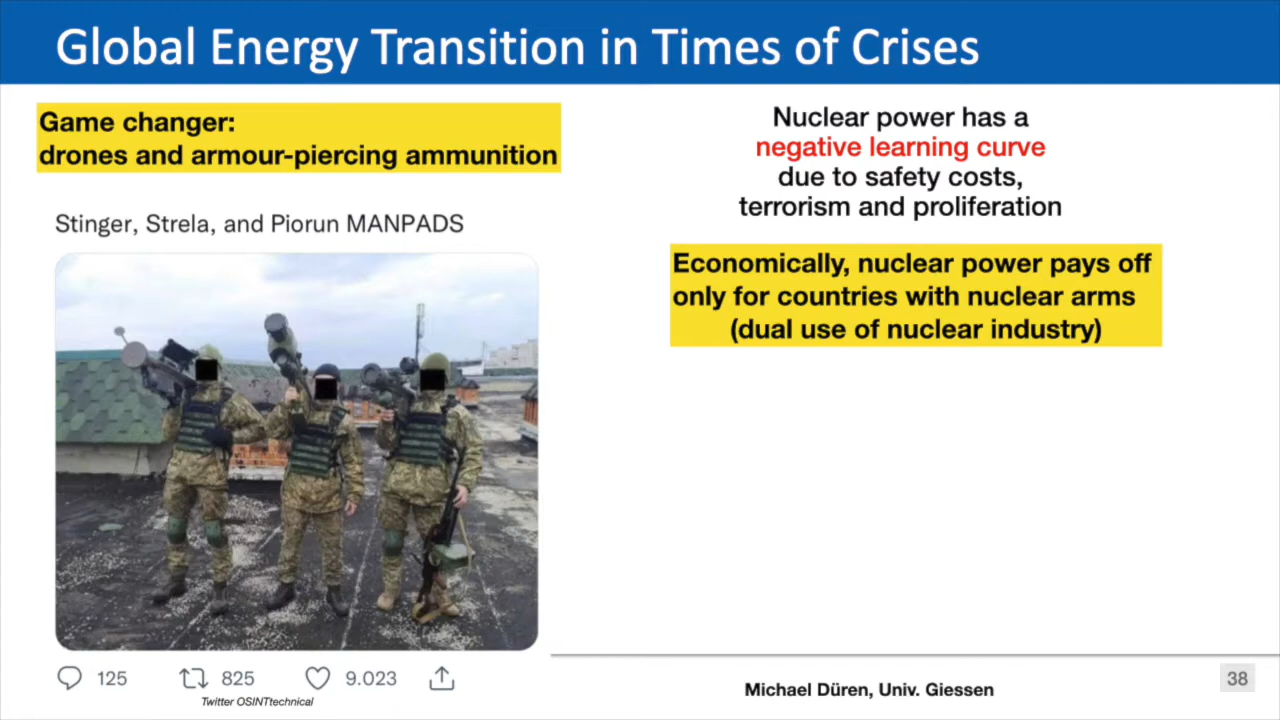 Global Energy Transition in Times of Crises
Game changer:
drones and armour-piercing ammunition
Stinger, Strela, and Piorun MANPADS
125
825
9.023
Twitter OSINTtechnical
Nuclear power has a
negative learning curve
due to safety costs,
terrorism and proliferation
Economically, nuclear power pays off
only for countries with nuclear arms
(dual use of nuclear industry)
Michael Düren, Univ. Giessen
38